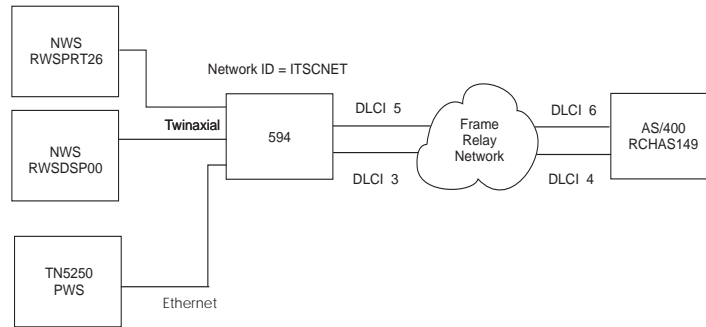 NWS
RWSPRT26
Network ID = ITSCNET
Twinaxial
594
DLCI 5
DLCI 3
Frame
Relay
Network
DLCI 6
DLCI 4
AS/400
RCHAS149
NWS
RWSDSP00
TN5250
PWS
Ethernet